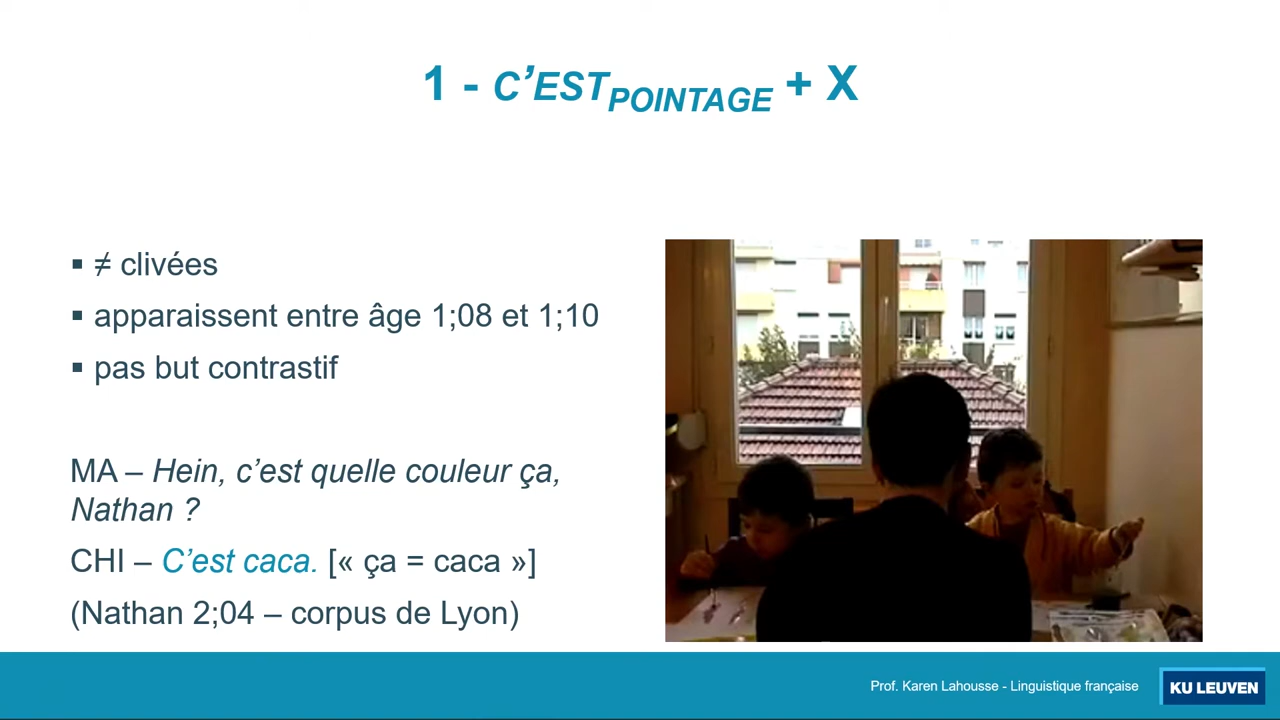 1 - C’EST POINTAGE + X
▪ ≠ clivées
▪ apparaissent entre âge 1;08 et 1;10
▪ pas but contrastif
MA – Hein, c’est quelle couleur ça,
Nathan ?
CHI – C’est caca. [« ça = caca »]
(Nathan 2;04 – corpus de Lyon)
Prof. Karen Lahousse - Linguistique française
KU LEUVEN